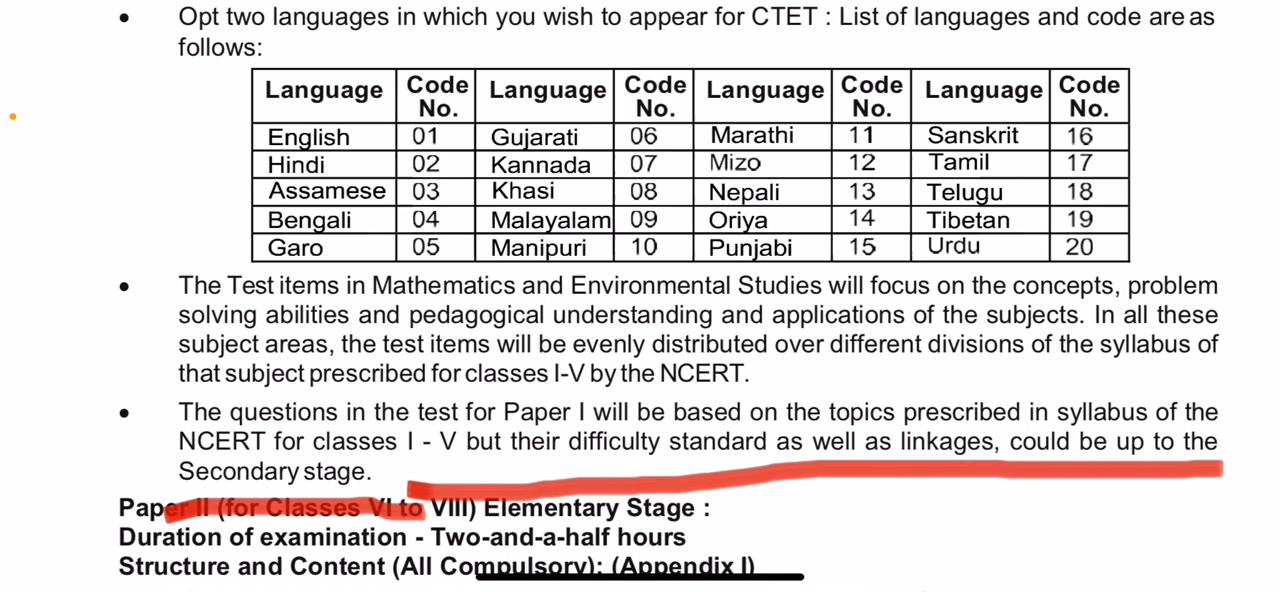 • Opt two languages in which you wish to appear for CTET : List of languages and code are as
follows:
Language Code No. Language Code No. Language Code No. Language Code No.
English 01 Gujarati 06 Marathi 11 Sanskrit 16
Hindi 02 Kannada 07 Mizo 12 Tamil 17
Assamese 03 Khasi 08 Nepali 13 Telugu 18
Bengali 04 Malayalam 09 Oriya 14 Tibetan 19
Garo 05 Manipuri 10 Punjabi 15 Urdu 20
• The Test items in Mathematics and Environmental Studies will focus on the concepts, problem
solving abilities and pedagogical understanding and applications of the subjects. In all these
subject areas, the test items will be evenly distributed over different divisions of the syllabus of
that subject prescribed for classes I-V by the NCERT.
• The questions in the test for Paper I will be based on the topics prescribed in syllabus of the
NCERT for classes I - V but their difficulty standard as well as linkages, could be up to the
Secondary stage.
Paper II (for Classes VI to VIII) Elementary Stage :
Duration of examination - Two-and-a-half hours
Structure and Content (All Compulsory): (Appendix I)